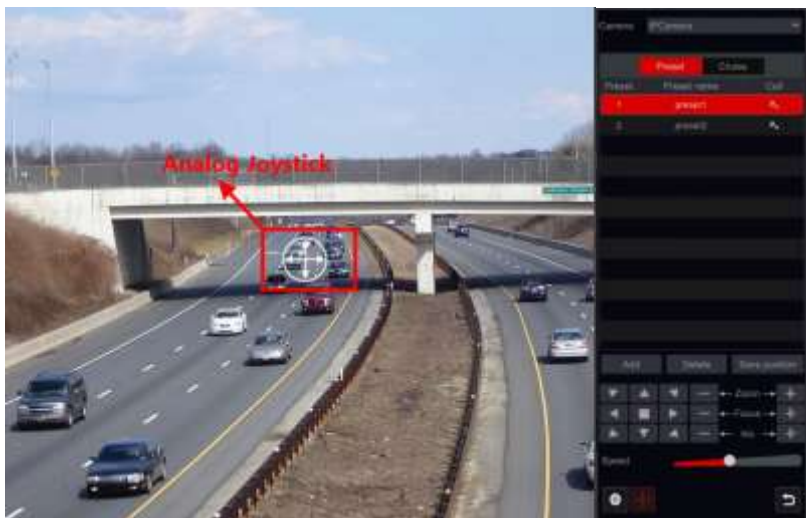 Camera IPCamera
Preset Cruise
Preset Preset name Call
1 preset1
2 preset2
Analog Joystick
Add Delete Save position
Zoom
Focus
Iris
Speed